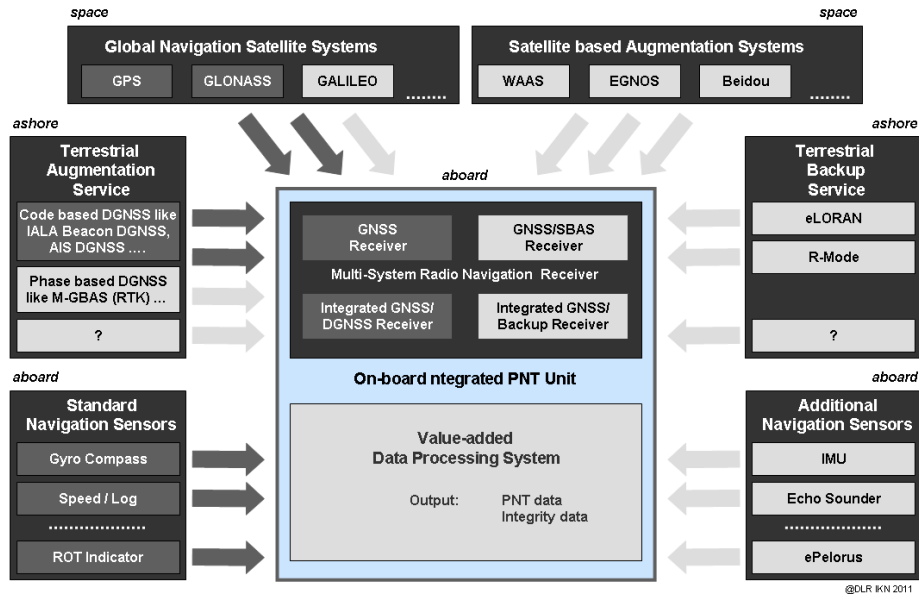 space
space
Global Navigation Satellite Systems
GPS
GLONASS
GALILEO
........
Satellite based Augmentation Systems
WAAS
EGNOS
Beidou
........
ashore
Terrestrial
Augmentation
Service
Code based DGNSS like
IALA Beacon DGNSS,
AIS DGNSS ....
Phase based DGNSS
like M-GBAS (RTK) ...
?
ashore
Terrestrial
Backup
Service
eLORAN
R-Mode
?
aboard
GNSS
Receiver
GNSS/SBAS
Receiver
Multi-System Radio Navigation Receiver
Integrated GNSS/
DGNSS Receiver
Integrated GNSS/
Backup Receiver
On-board ntegrated PNT Unit
Value-added
Data Processing System
Output: PNT data
Integrity data
aboard
Standard
Navigation Sensors
Gyro Compass
Speed / Log
...................
ROT Indicator
aboard
Additional
Navigation Sensors
IMU
Echo Sounder
...................
ePelorus
@DLR IKN 2011